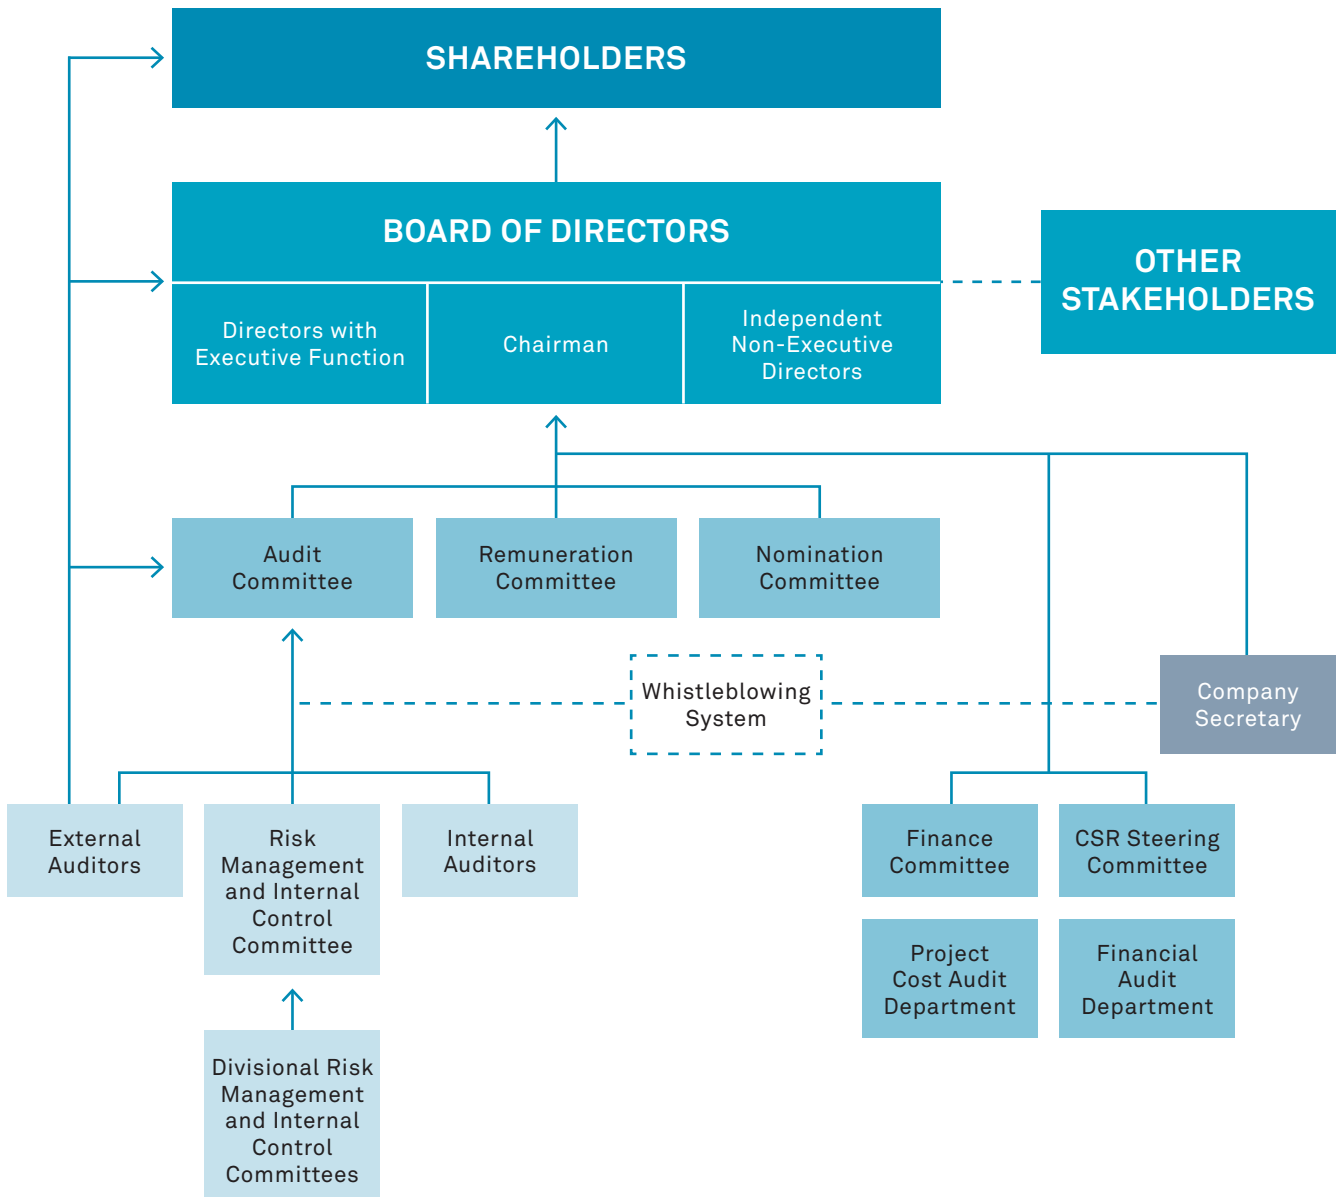 SHAREHOLDERS
BOARD OF DIRECTORS
Directors with
Executive Function
Chairman
Independent
Non-Executive
Directors
OTHER
STAKEHOLDERS
Audit
Committee
Remuneration
Committee
Nomination
Committee
Whistleblowing
System
Company
Secretary
External
Auditors
Risk
Management
and Internal
Control
Committee
Internal
Auditors
Finance
Committee
CSR Steering
Committee
Project
Cost Audit
Department
Financial
Audit
Department
Divisional Risk
Management
and Internal
Control
Committees